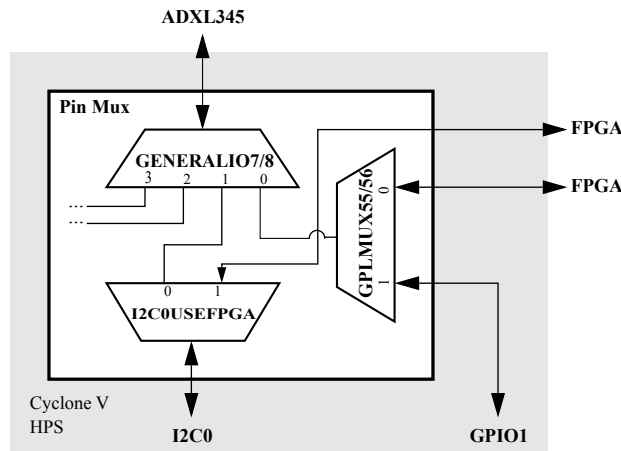 ADXL345
Pin Mux
FPGA
GENERALIO7/8
3 2 1 0
FPGA
GPLMUX55/56
0
1
...
...
0 1
I2C0USEFPGA
Cyclone V
HPS
I2C0
GPIO1